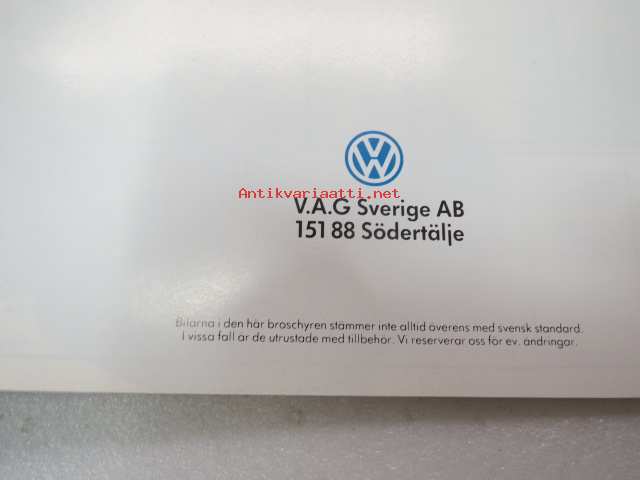 Antikvariaatti.net
V.A.G Sverige AB
151 88 Södertälje
Bilarna i den här broschyren stämmer inte alltid överens med svensk standard.
I vissa fall är de utrustade med tillbehör. Vi reserverar oss för ev. ändringar.